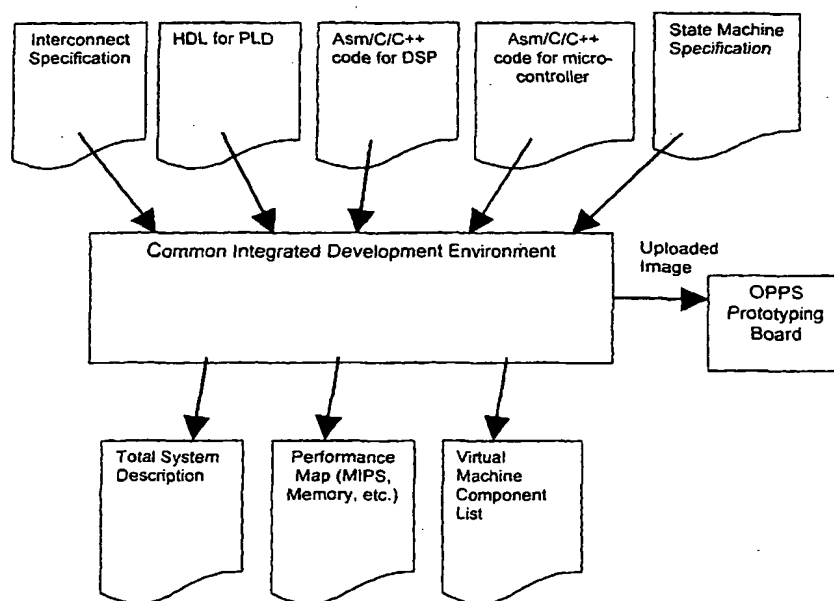 Interconnect
Specification
HDL for PLD
Asm/C/C++
code for DSP
Asm/C/C++
code for micro-
controller
State Machine
Specification
Common Integrated Development Environment
Uploaded
Image
OPPS
Prototyping
Board
Total System
Description
Performance
Map (MIPS,
Memory, etc.)
Virtual
Machine
Component
List